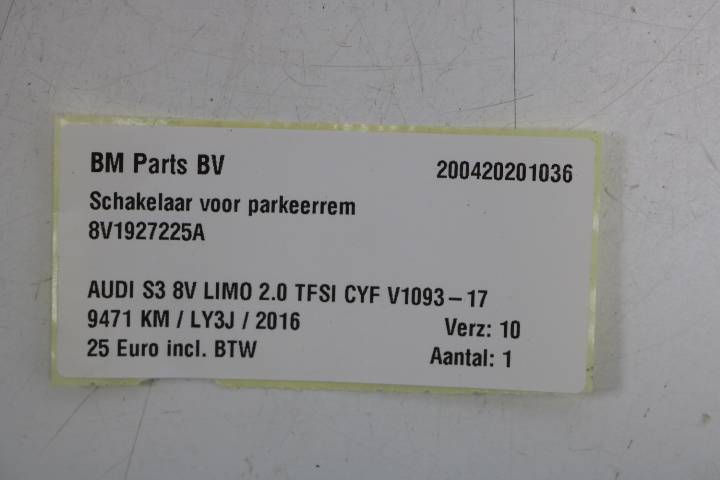 BM Parts BV 200420201036
Schakelaar voor parkeerrem
8V1927225A
AUDI S3 8V LIMO 2.0 TFSI CYF V1093-17
9471 KM / LY3J / 2016 Verz: 10
25 Euro incl. BTW Aantal: 1